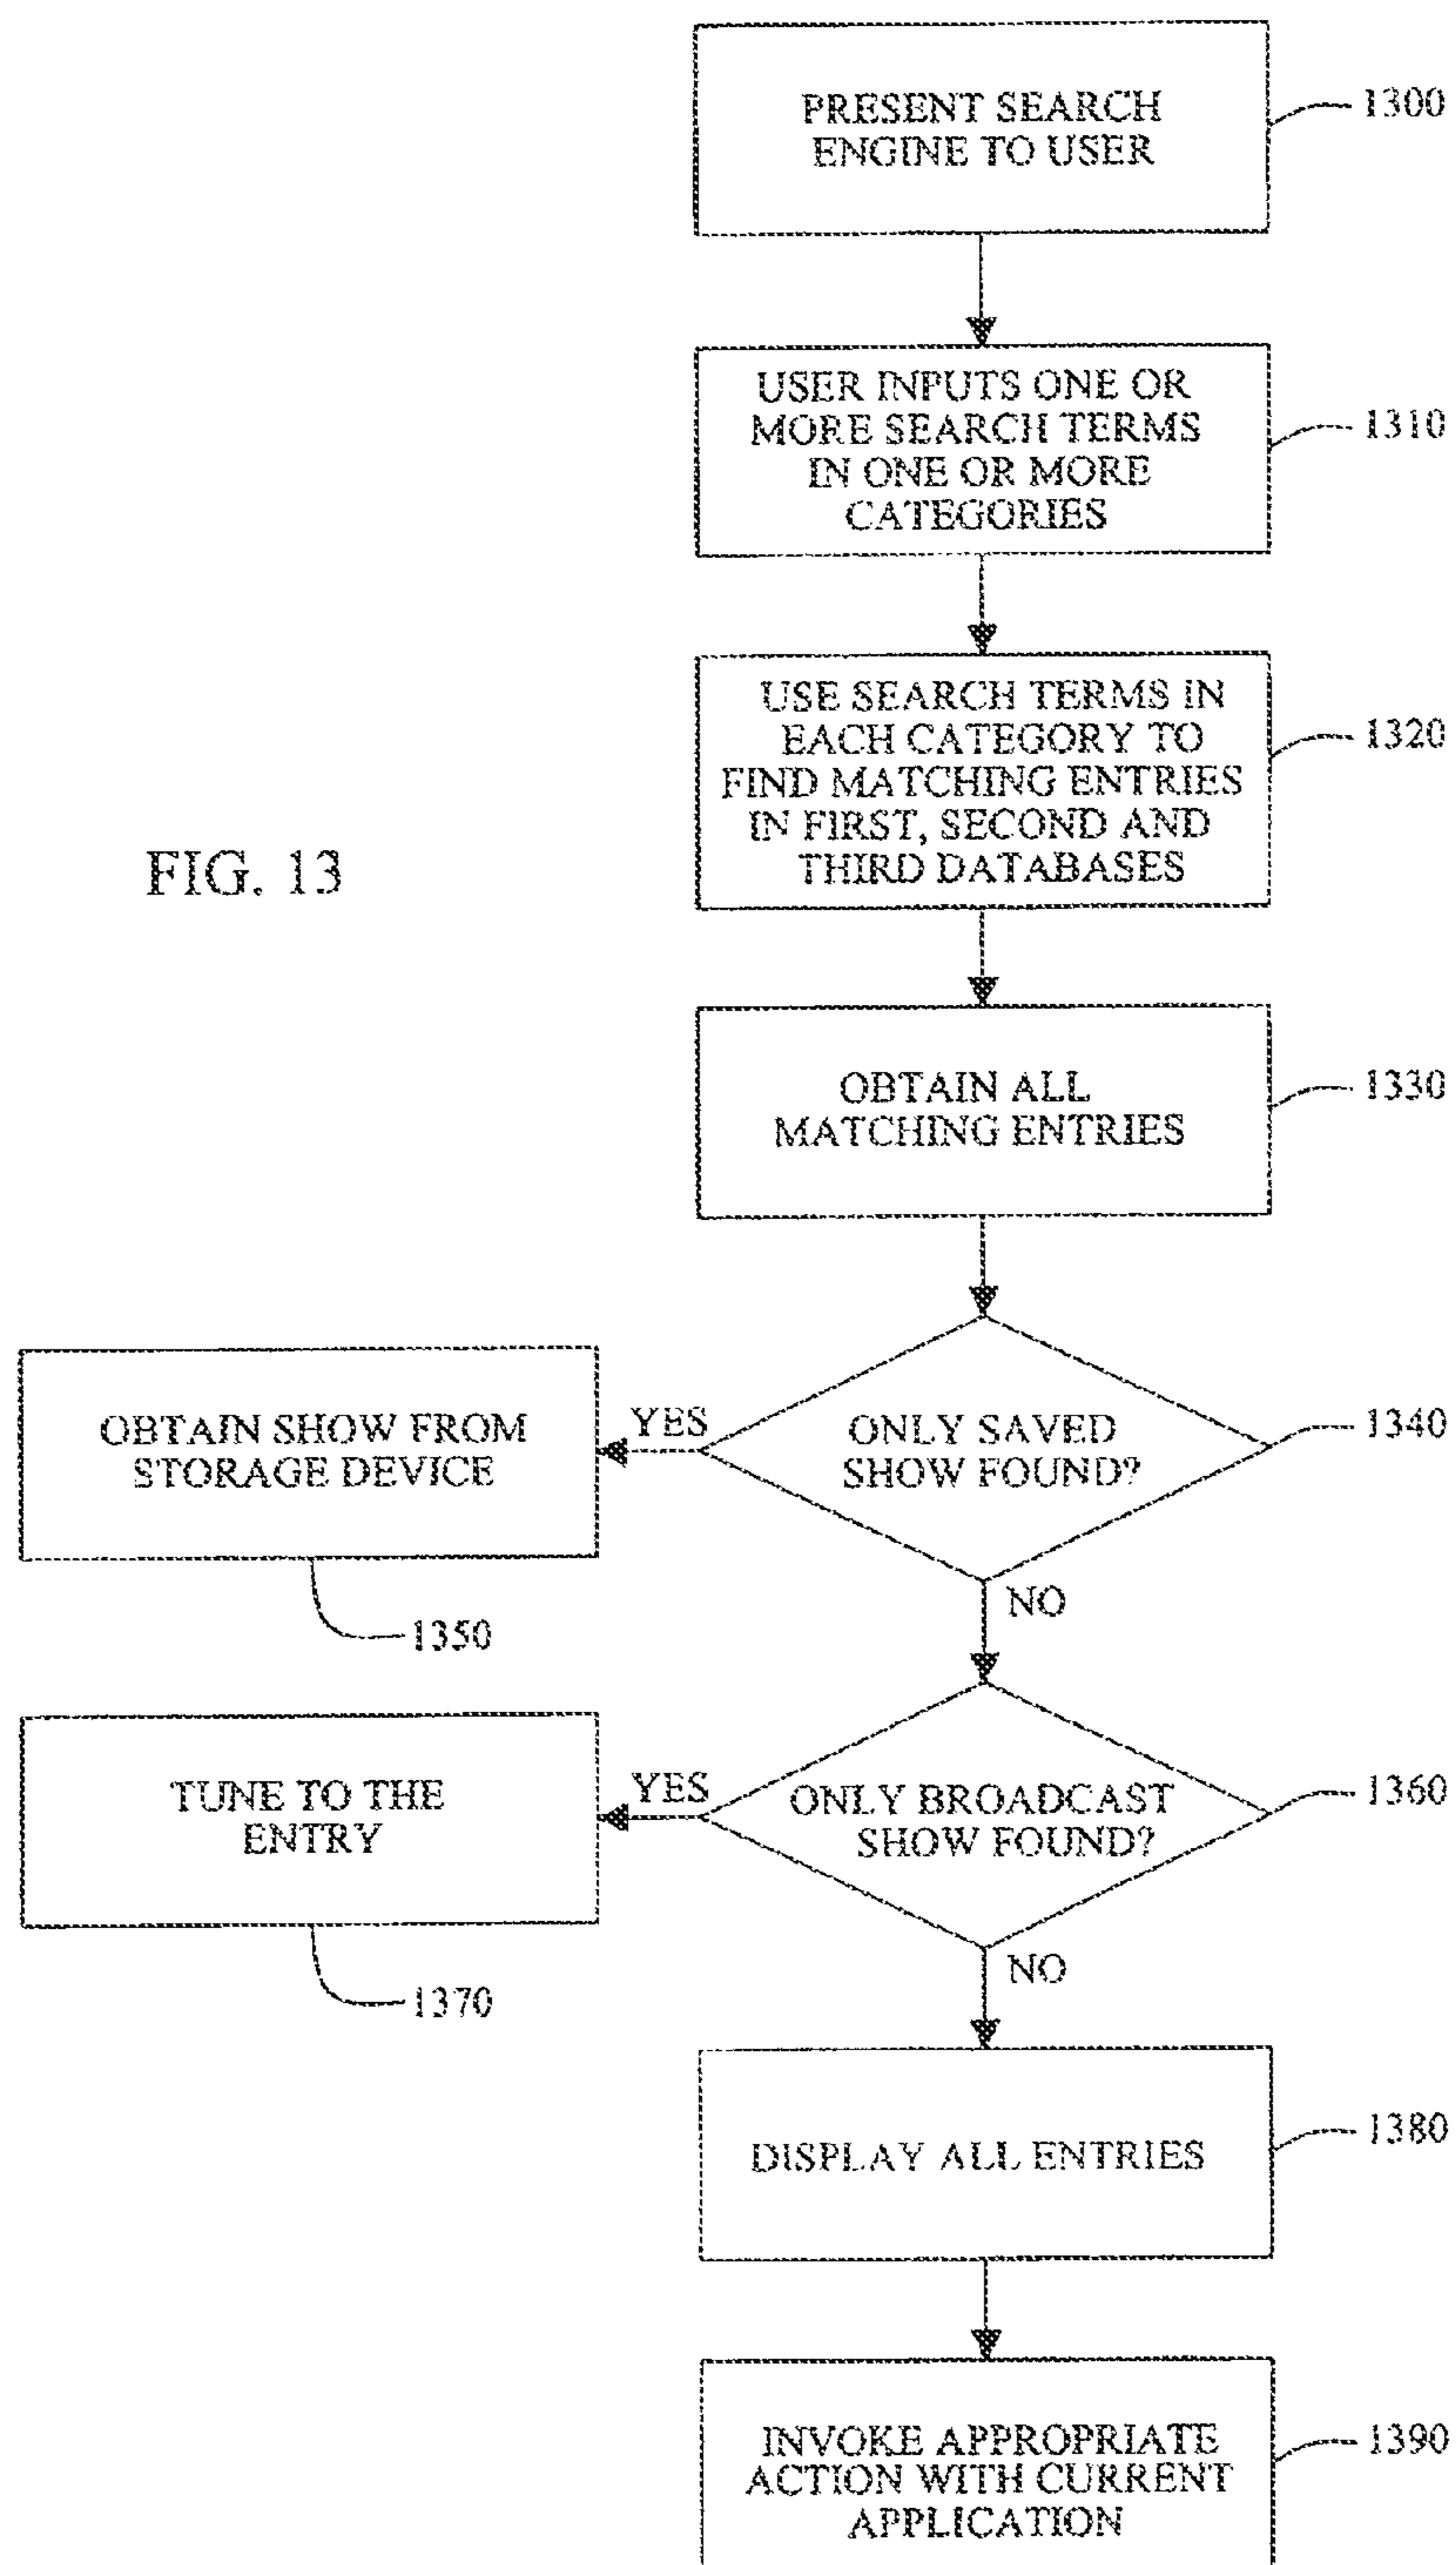 PRESENT SEARCH
ENGINE TO USER
1300
USER INPUTS ONE OR
MORE SEARCH TERMS
IN ONE OR MORE
CATEGORIES
1310
USE SEARCH TERMS IN
EACH CATEGORY TO
FIND MATCHING ENTRIES
IN FIRST, SECOND AND
THIRD DATABASES
1320
FIG. 13
OBTAIN ALL
MATCHING ENTRIES
1330
ONLY SAVED
SHOW FOUND?
1340
YES
OBTAIN SHOW FROM
STORAGE DEVICE
1350
NO
ONLY BROADCAST
SHOW FOUND?
1360
YES
TUNE TO THE
ENTRY
1370
NO
DISPLAY ALL ENTRIES
1380
INVOKE APPROPRIATE
ACTION WITH CURRENT
APPLICATION
1390